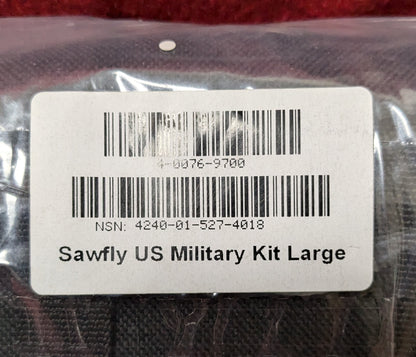 4-0076-9700
NSN: 4240-01-527-4018
Sawfly US Military Kit Large